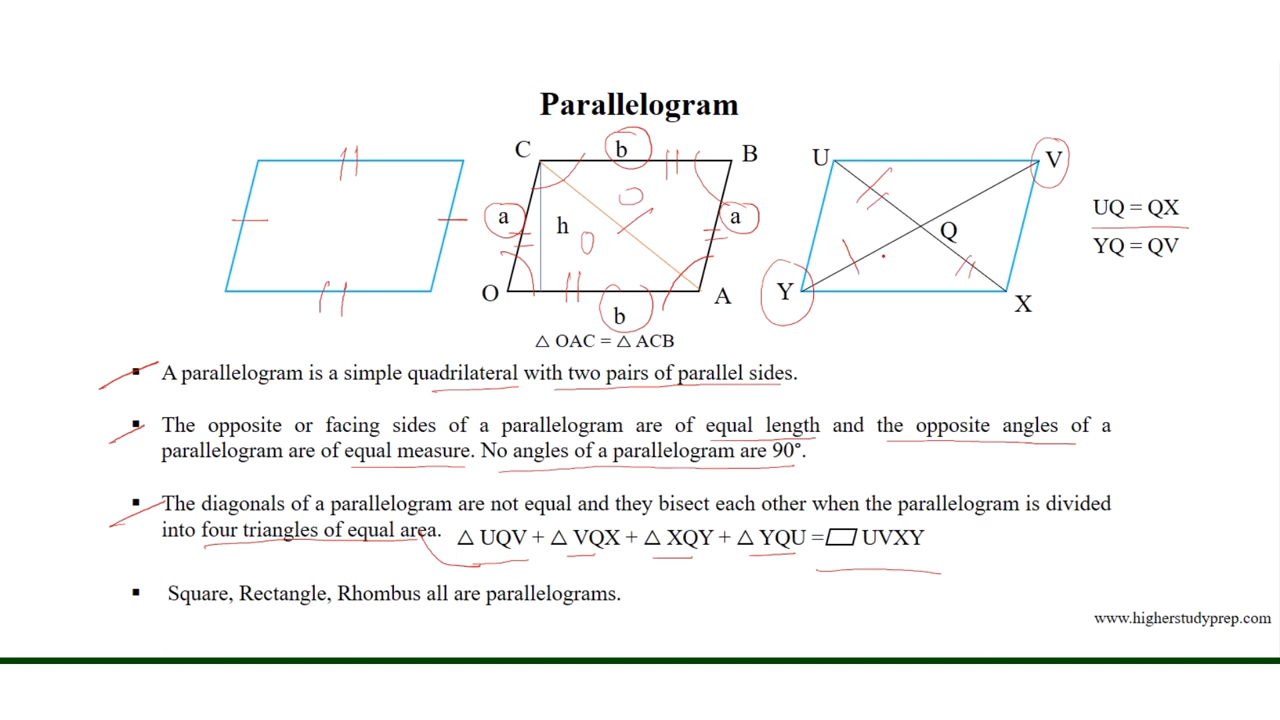 Parallelogram
C b B
a h a
O b A
△ OAC = △ ACB
U V
Q
Y X
UQ = QX
YQ = QV
▪ A parallelogram is a simple quadrilateral with two pairs of parallel sides.
▪ The opposite or facing sides of a parallelogram are of equal length and the opposite angles of a
parallelogram are of equal measure. No angles of a parallelogram are 90°.
▪ The diagonals of a parallelogram are not equal and they bisect each other when the parallelogram is divided
into four triangles of equal area. △ UQV + △ VQX + △ XQY + △ YQU =▱ UVXY
▪ Square, Rectangle, Rhombus all are parallelograms.
www.higherstudyprep.com